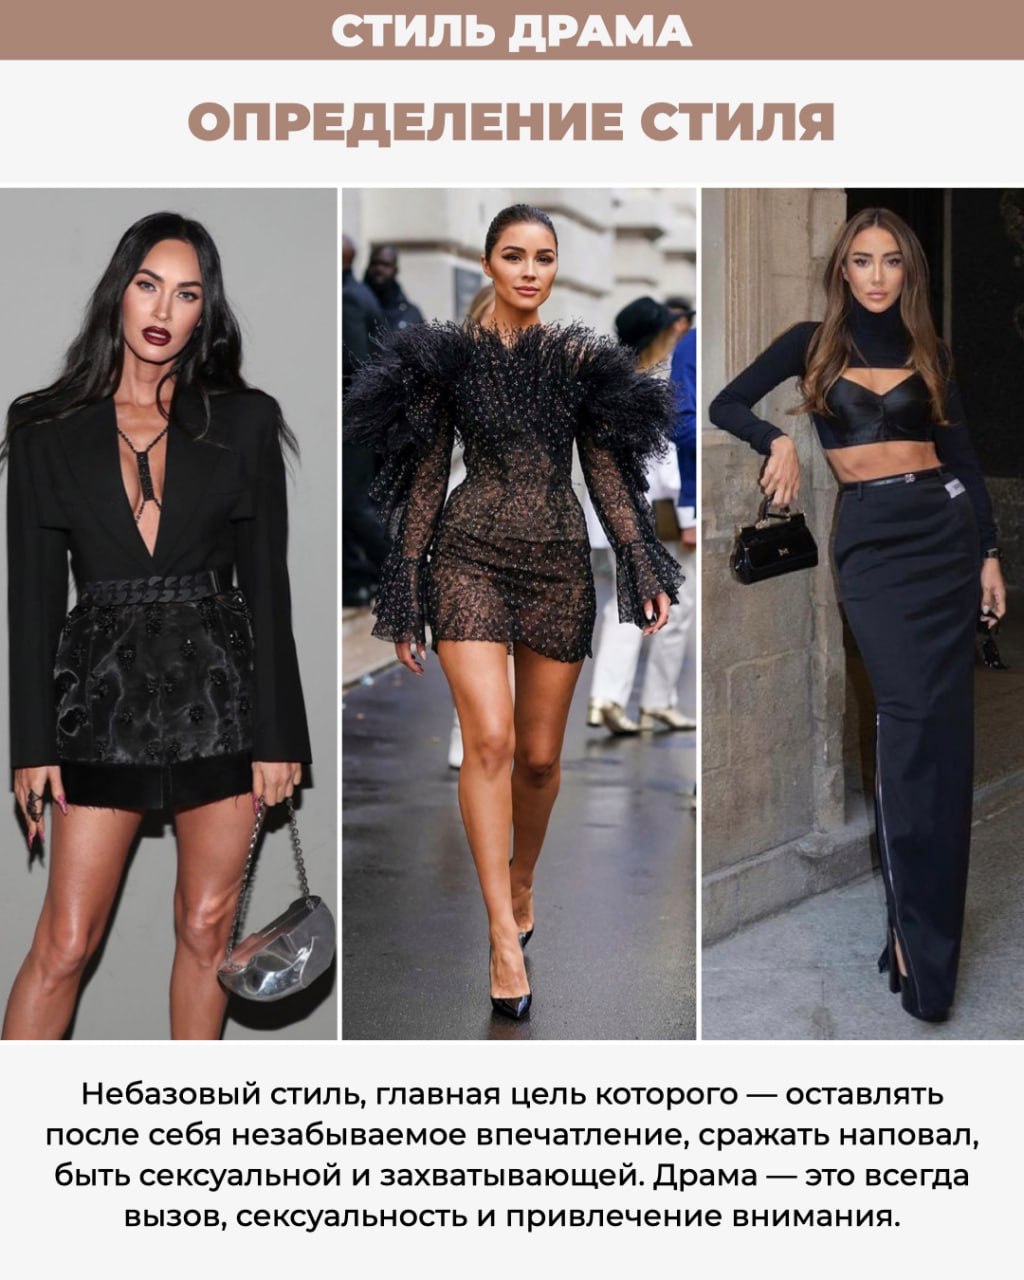 СТИЛЬ ДРАМА
ОПРЕДЕЛЕНИЕ СТИЛЯ
Небазовый стиль, главная цель которого — оставлять
после себя незабываемое впечатление, сражать наповал,
быть сексуальной и захватывающей. Драма — это всегда
вызов, сексуальность и привлечение внимания.